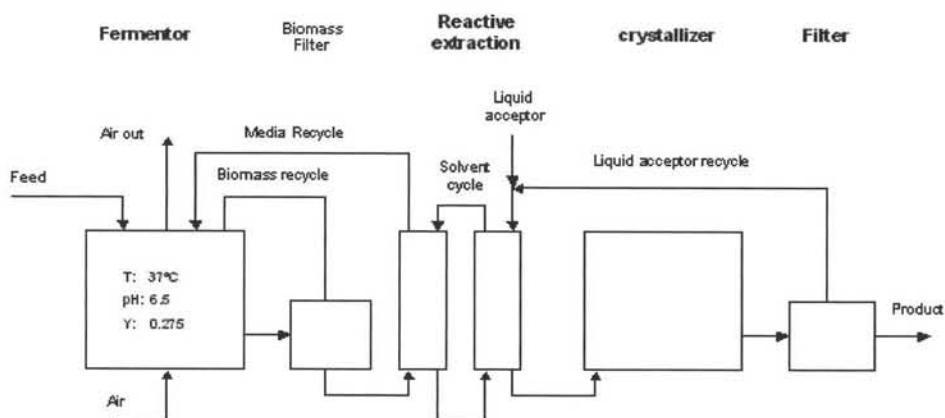 Fermentor
Biomass
Filter
Reactive
extraction
crystallizer
Filter
Liquid
acceptor
Air out
Media Recycle
Solvent
cycle
Liquid acceptor recycle
Feed
Biomass recycle
T: 37°C
pH: 6.5
Y: 0.275
Product
Air